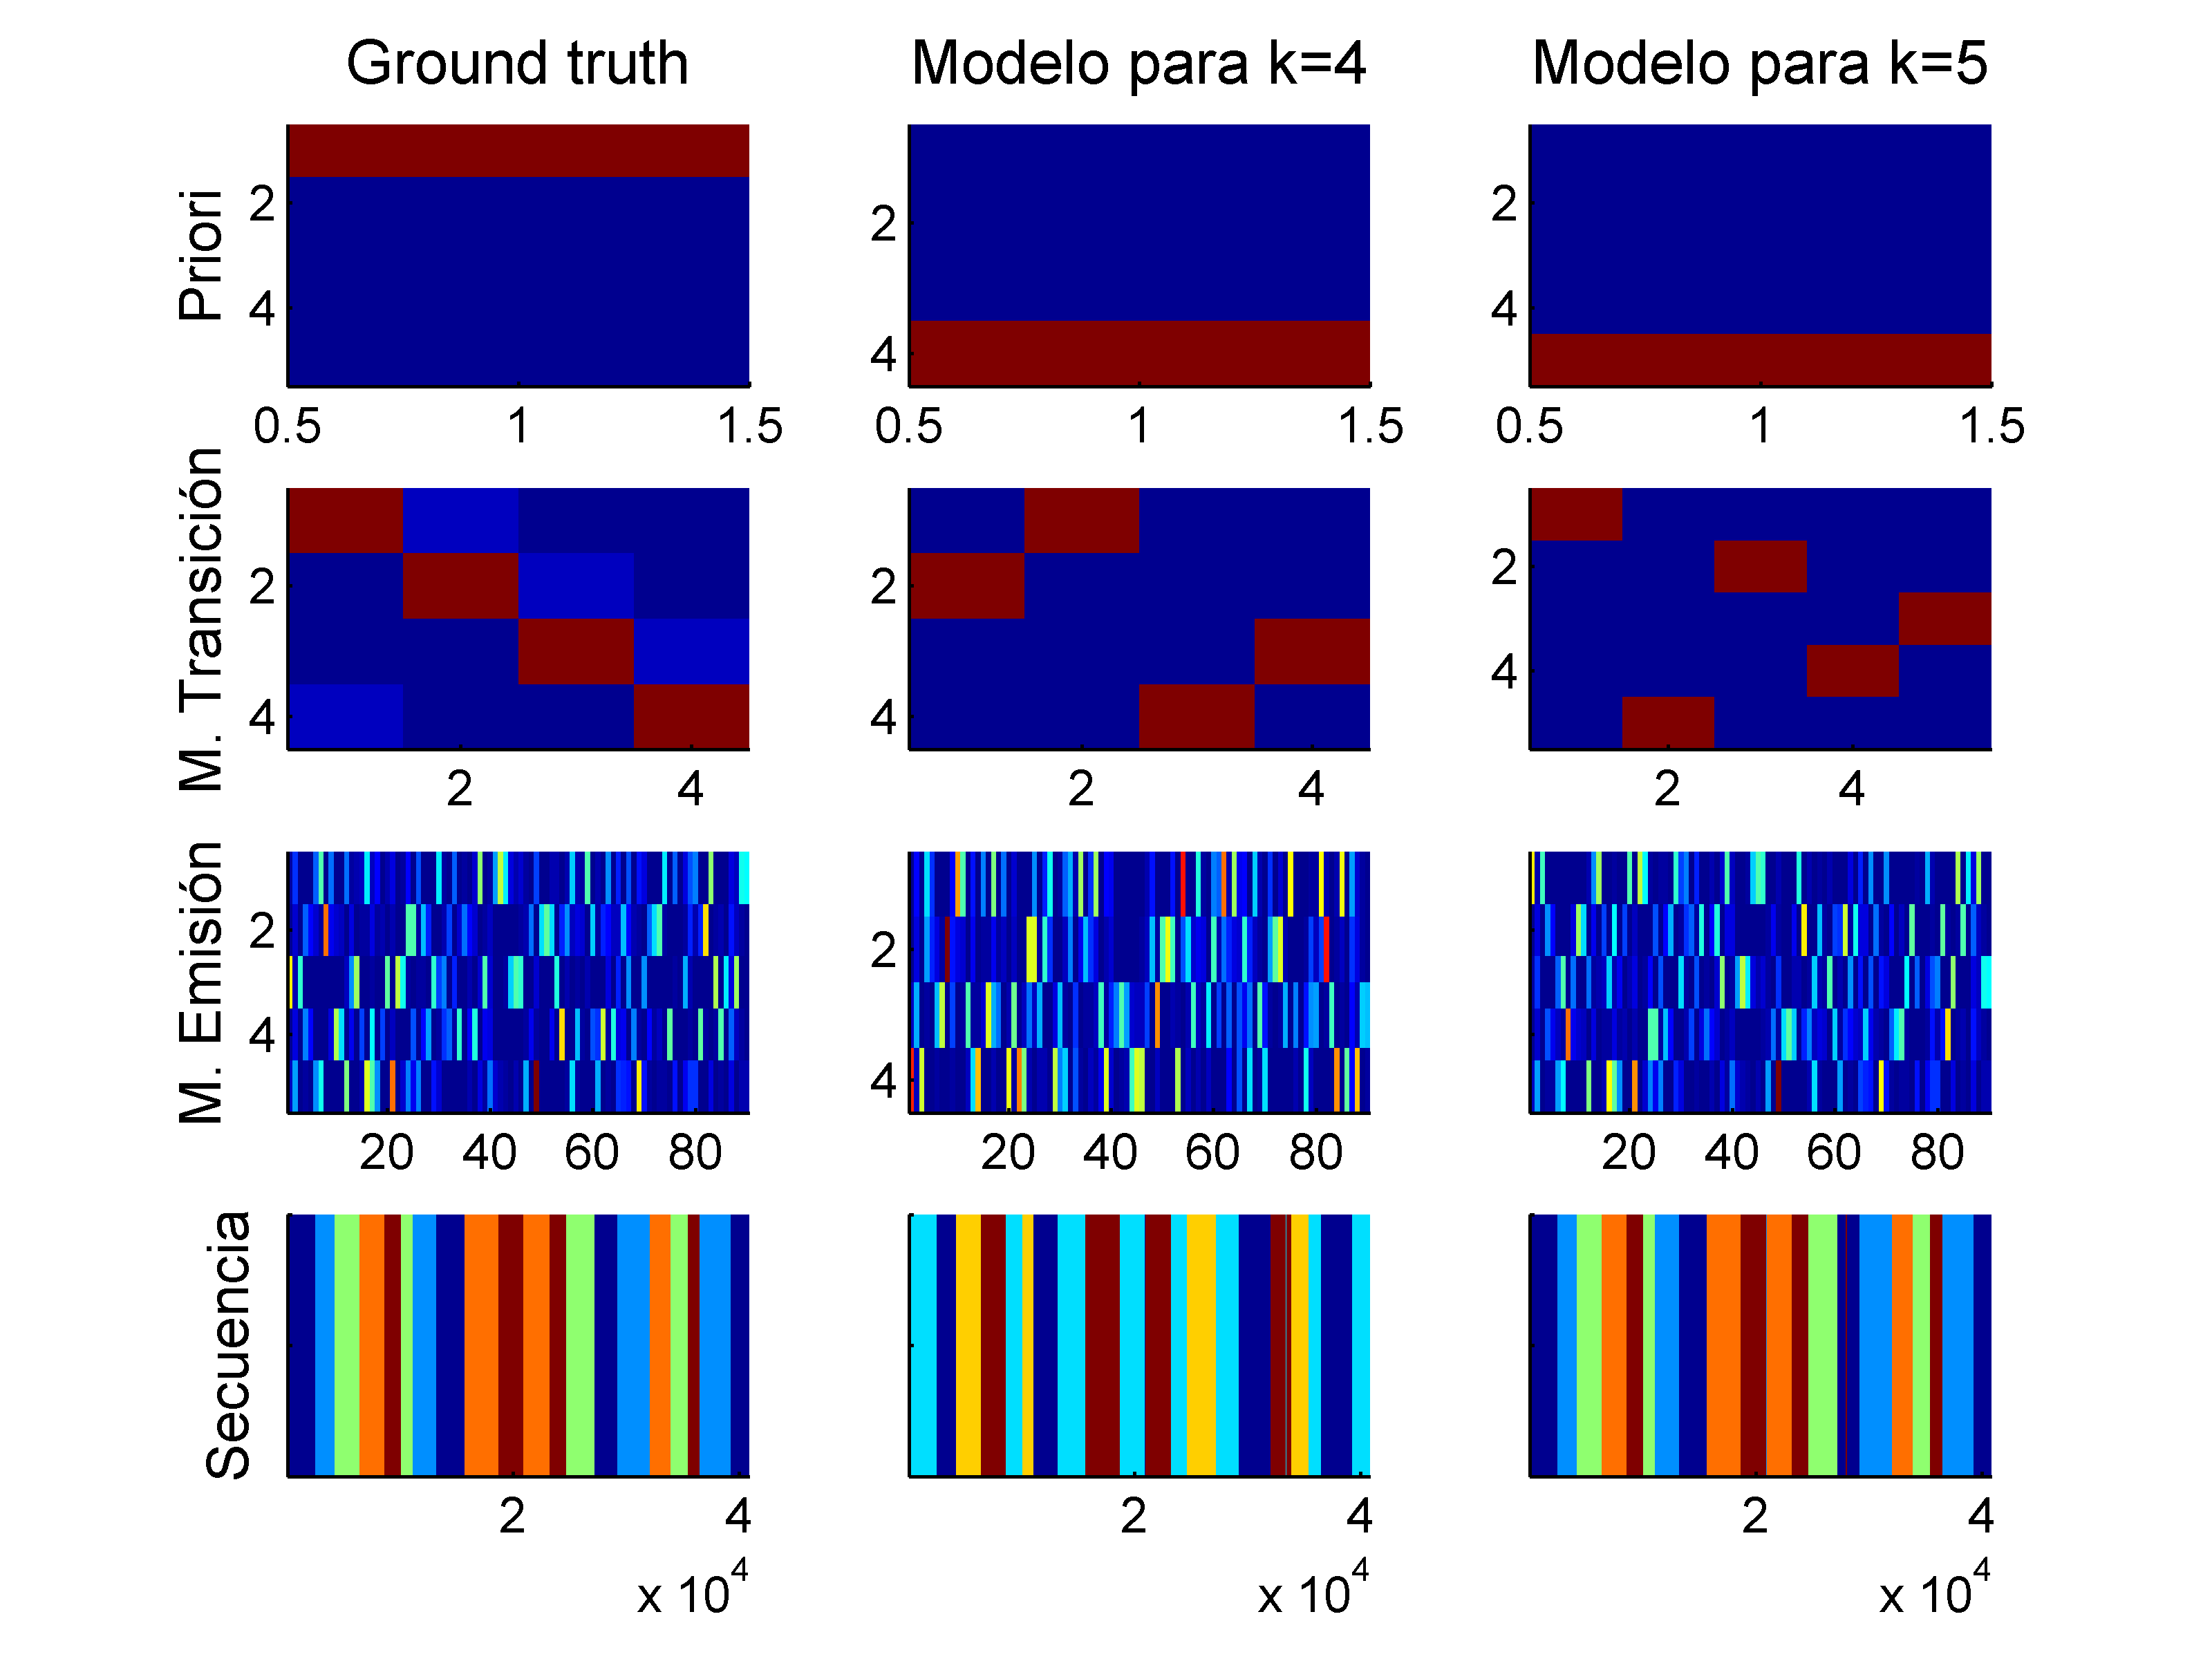 Ground truth Modelo para k=4 Modelo para k=5
Priori
2 4
2 4
2 4
0.5 1 1.5 0.5 1 1.5 0.5 1 1.5
M. Transición
2 4
2 4
2 4
2 4 2 4 2 4
M. Emisión
2 4
2 4
20 40 60 80 20 40 60 80 20 40 60 80
Secuencia
2 4 2 4 2 4
x 10^4 x 10^4 x 10^4